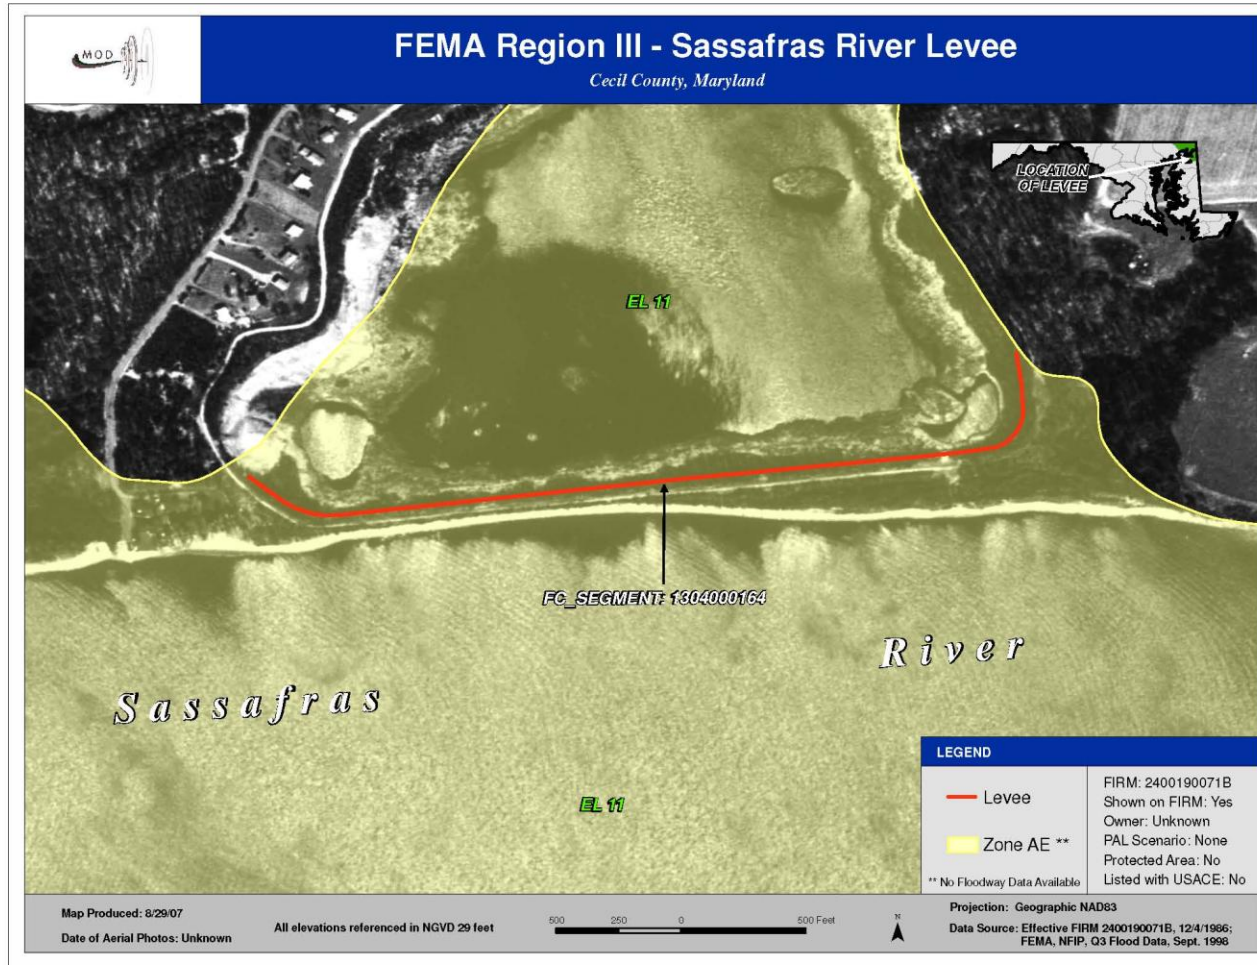 MOD
FEMA Region III - Sassafras River Levee
Cecil County, Maryland
LOCATION
OF LEVEE
EL 11
FC_SEGMENT: 1304000164
Sassafras
River
EL 11
LEGEND
Levee
Zone AE **
** No Floodway Data Available
FIRM: 2400190071B
Shown on FIRM: Yes
Owner: Unknown
PAL Scenario: None
Protected Area: No
Listed with USACE: No
Map Produced: 8/29/07
Date of Aerial Photos: Unknown
All elevations referenced in NGVD 29 feet
500 250 0 500 Feet
N
Projection: Geographic NAD83
Data Source: Effective FIRM 2400190071B, 12/4/1986;
FEMA, NFIP, Q3 Flood Data, Sept. 1998